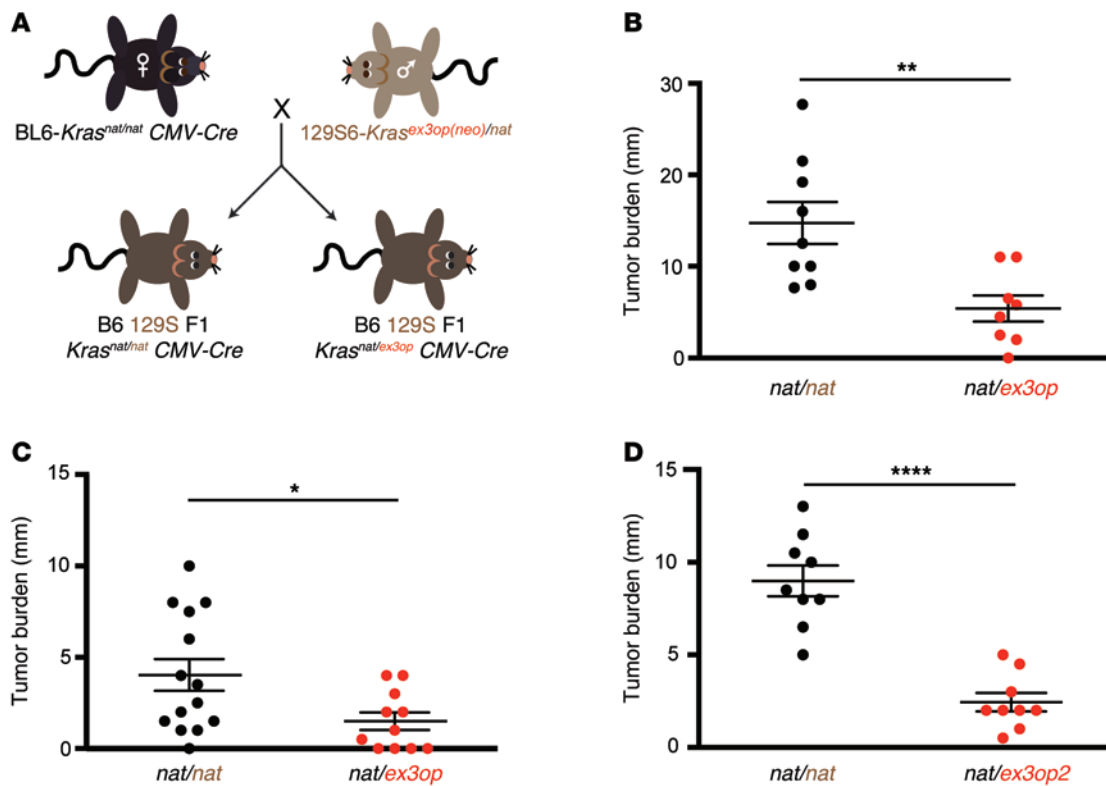 A
♀
♂
BL6-Kras^nat/nat CMV-Cre
X
129S6-Kras^ex3op(neo)/nat
B6 129S F1
Kras^nat/nat CMV-Cre
B6 129S F1
Kras^nat/ex3op CMV-Cre
B
**
Tumor burden (mm)
30
20
10
0
nat/nat
nat/ex3op
C
*
Tumor burden (mm)
15
10
5
0
nat/nat
nat/ex3op
D
****
Tumor burden (mm)
15
10
5
0
nat/nat
nat/ex3op2